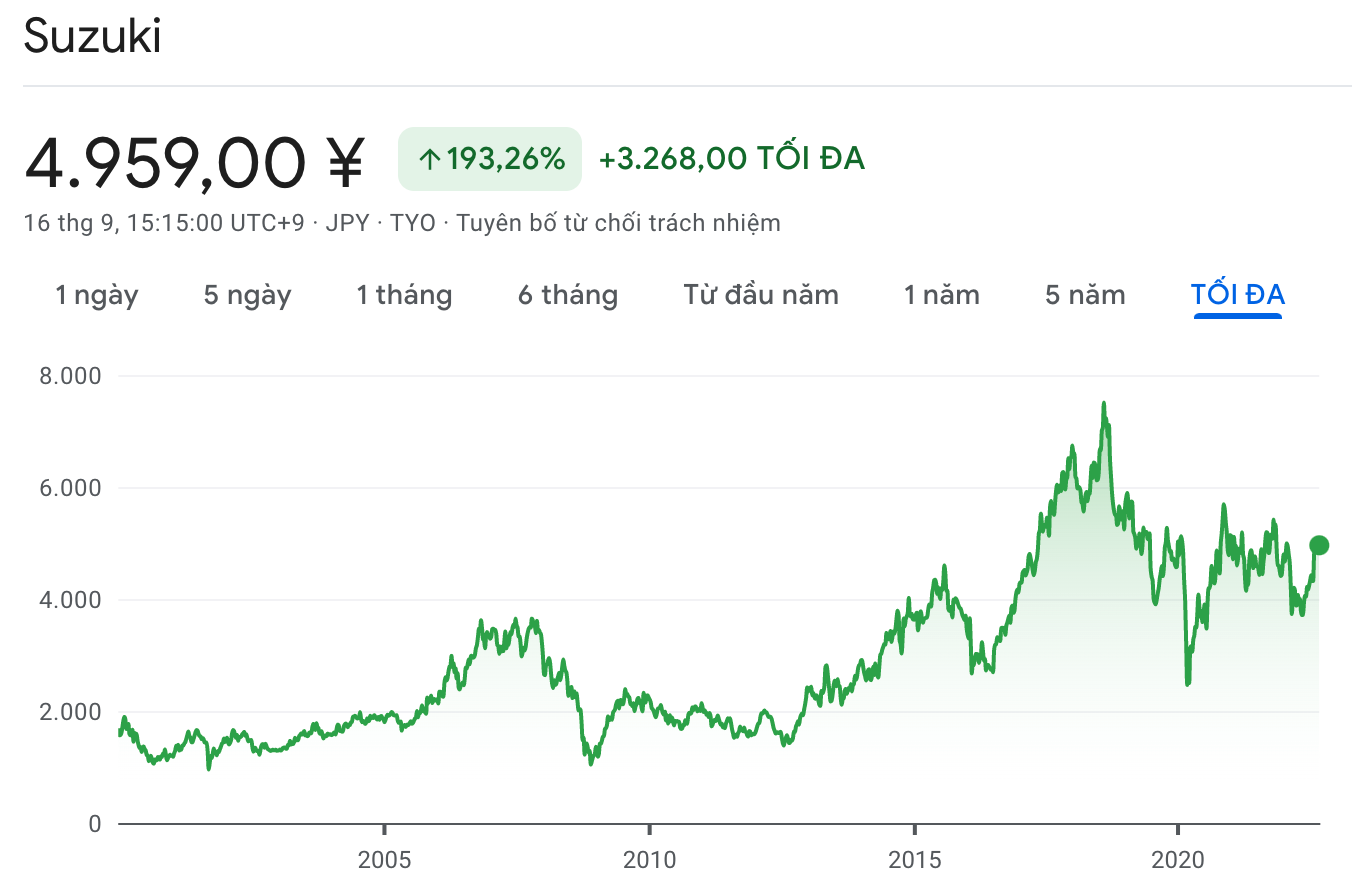 Suzuki
4.959,00 ¥ ↑193,26% +3.268,00 TỐI ĐA
16 thg 9, 15:15:00 UTC+9 · JPY · TYO · Tuyên bố từ chối trách nhiệm
1 ngày 5 ngày 1 tháng 6 tháng Từ đầu năm 1 năm 5 năm TỐI ĐA
8.000
6.000
4.000
2.000
0
2005 2010 2015 2020